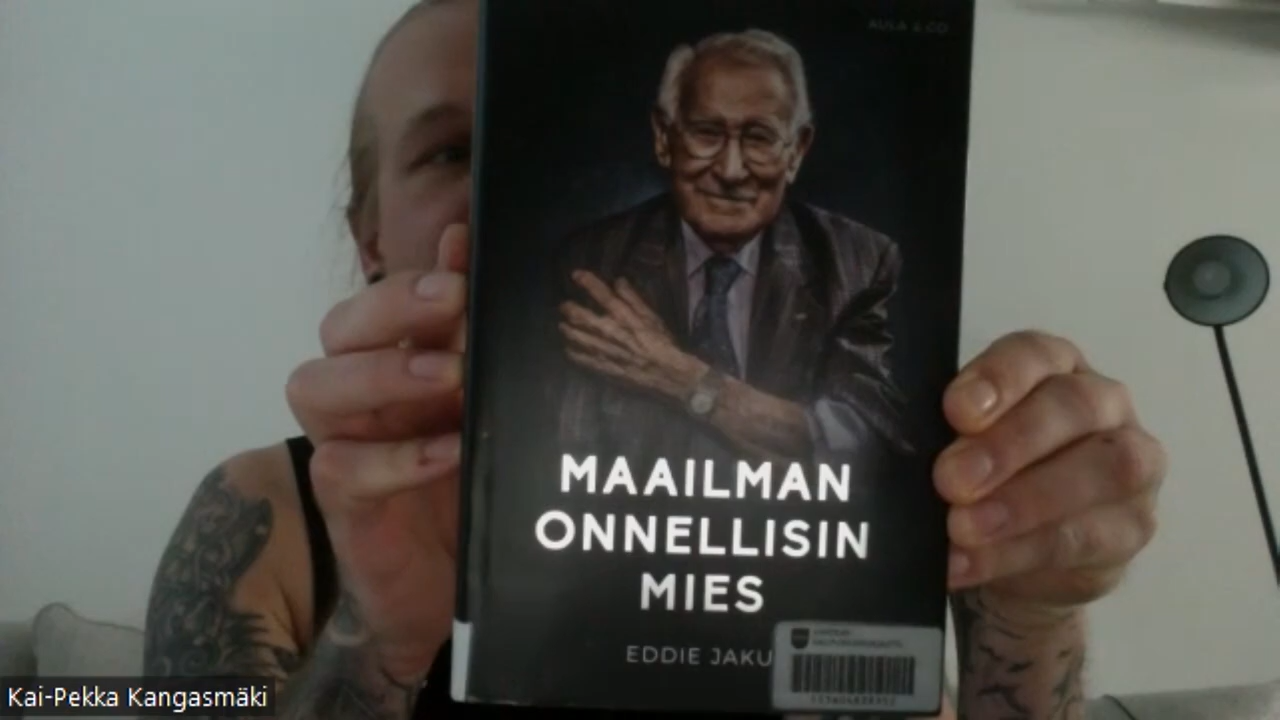 AULA & CO
MAAILMAN
ONNELLISIN
MIES
EDDIE JAKU
Kai-Pekka Kangasmäki